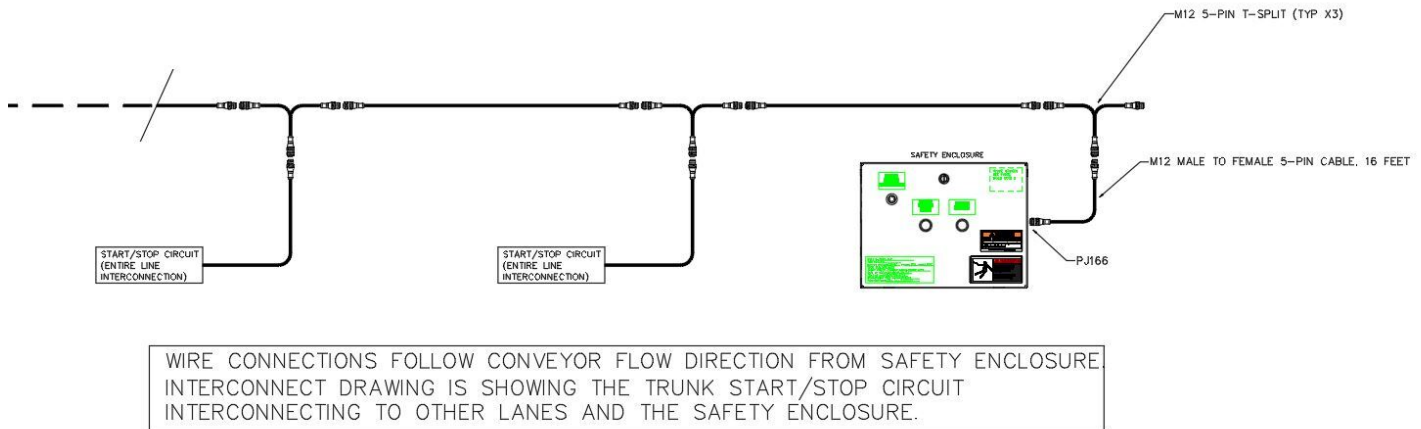 M12 5-PIN T-SPLIT (TYP X3)
SAFETY ENCLOSURE
M12 MALE TO FEMALE 5-PIN CABLE, 16 FEET
START/STOP CIRCUIT
(ENTIRE LINE
INTERCONNECTION)
START/STOP CIRCUIT
(ENTIRE LINE
INTERCONNECTION)
PJ166
WIRE CONNECTIONS FOLLOW CONVEYOR FLOW DIRECTION FROM SAFETY ENCLOSURE.
INTERCONNECT DRAWING IS SHOWING THE TRUNK START/STOP CIRCUIT
INTERCONNECTING TO OTHER LANES AND THE SAFETY ENCLOSURE.